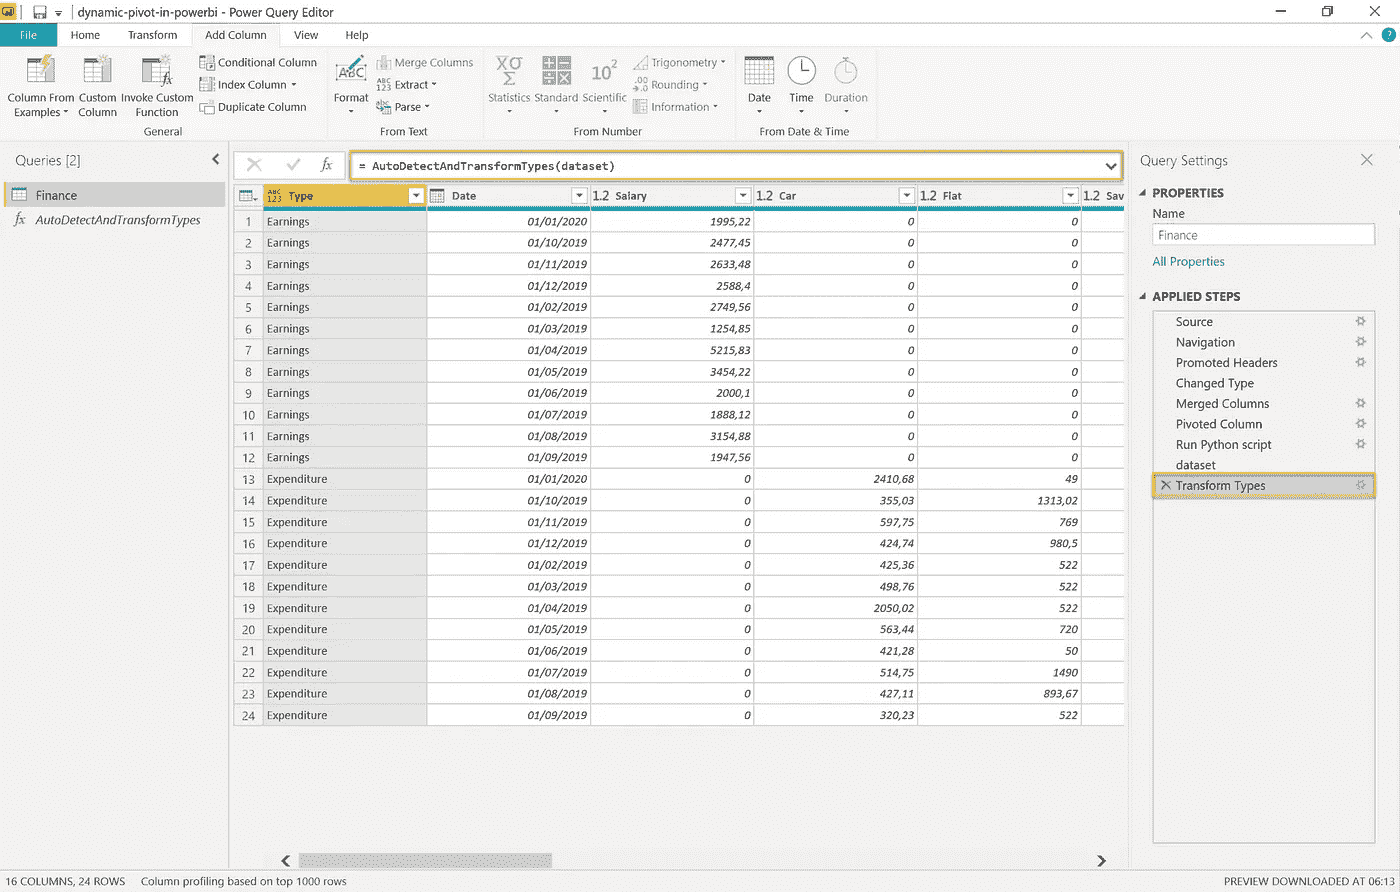 dynamic-pivot-in-powerbi - Power Query Editor
File Home Transform Add Column View Help
Column From Examples
Custom Column
Invoke Custom Function
Conditional Column
Index Column
Duplicate Column
General
Format
Merge Columns
Extract
Parse
From Text
Statistics
Standard
Scientific
Trigonometry
Rounding
Information
From Number
Date
Time
Duration
From Date & Time
Queries [2]
Finance
fx AutoDetectAndTransformTypes
fx = AutoDetectAndTransformTypes(dataset)
ABC 123 Type Date 1.2 Salary 1.2 Car 1.2 Flat 1.2 Sav
1 Earnings 01/01/2020 1995,22 0 0
2 Earnings 01/10/2019 2477,45 0 0
3 Earnings 01/11/2019 2633,48 0 0
4 Earnings 01/12/2019 2588,4 0 0
5 Earnings 01/02/2019 2749,56 0 0
6 Earnings 01/03/2019 1254,85 0 0
7 Earnings 01/04/2019 5215,83 0 0
8 Earnings 01/05/2019 3454,22 0 0
9 Earnings 01/06/2019 2000,1 0 0
10 Earnings 01/07/2019 1888,12 0 0
11 Earnings 01/08/2019 3154,88 0 0
12 Earnings 01/09/2019 1947,56 0 0
13 Expenditure 01/01/2020 0 2410,68 49
14 Expenditure 01/10/2019 0 355,03 1313,02
15 Expenditure 01/11/2019 0 597,75 769
16 Expenditure 01/12/2019 0 424,74 980,5
17 Expenditure 01/02/2019 0 425,36 522
18 Expenditure 01/03/2019 0 498,76 522
19 Expenditure 01/04/2019 0 2050,02 522
20 Expenditure 01/05/2019 0 563,44 720
21 Expenditure 01/06/2019 0 421,28 50
22 Expenditure 01/07/2019 0 514,75 1490
23 Expenditure 01/08/2019 0 427,11 893,67
24 Expenditure 01/09/2019 0 320,23 522
Query Settings
PROPERTIES
Name
Finance
All Properties
APPLIED STEPS
Source
Navigation
Promoted Headers
Changed Type
Merged Columns
Pivoted Column
Run Python script
dataset
Transform Types
16 COLUMNS, 24 ROWS Column profiling based on top 1000 rows
PREVIEW DOWNLOADED AT 06:13